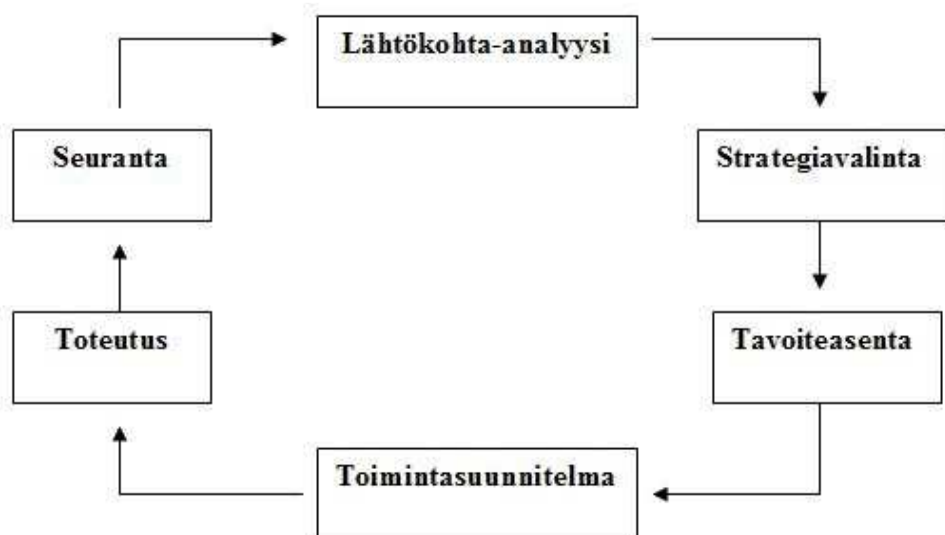 Lähtökohta-analyysi
Strategiavalinta
Tavoiteasenta
Toimintasuunnitelma
Toteutus
Seuranta